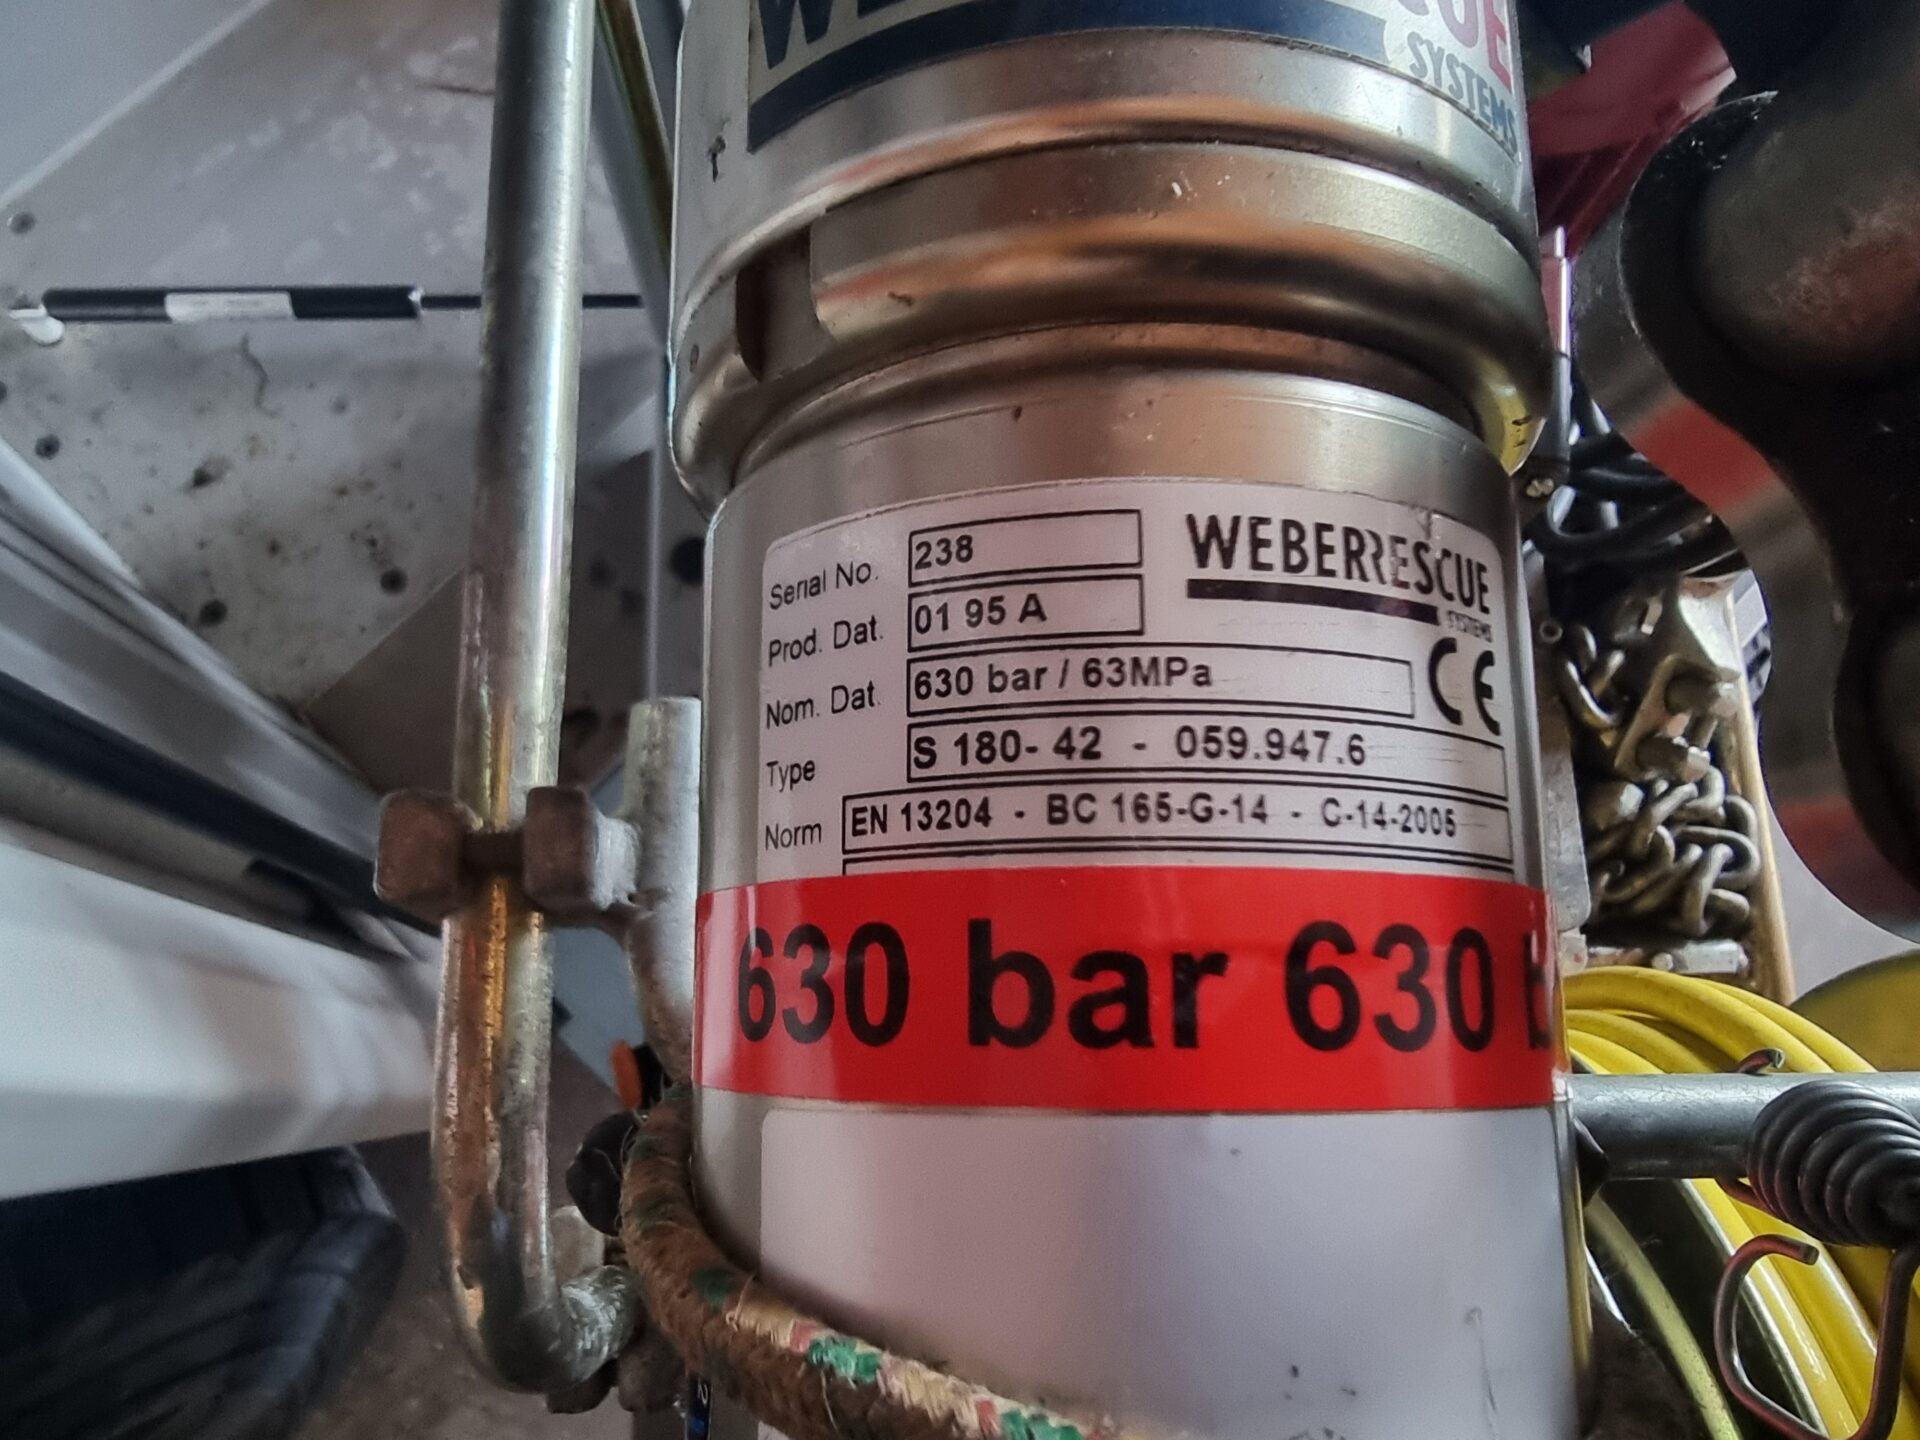 SYSTEMS
Serial No. 238
WEBERRESCUE
SYSTEMS
Prod. Dat. 01 95 A
Nom. Dat. 630 bar / 63MPa
CE
Type S 180- 42 - 059.947.6
Norm EN 13204 - BC 165-G-14 - C-14-2005
630 bar 630